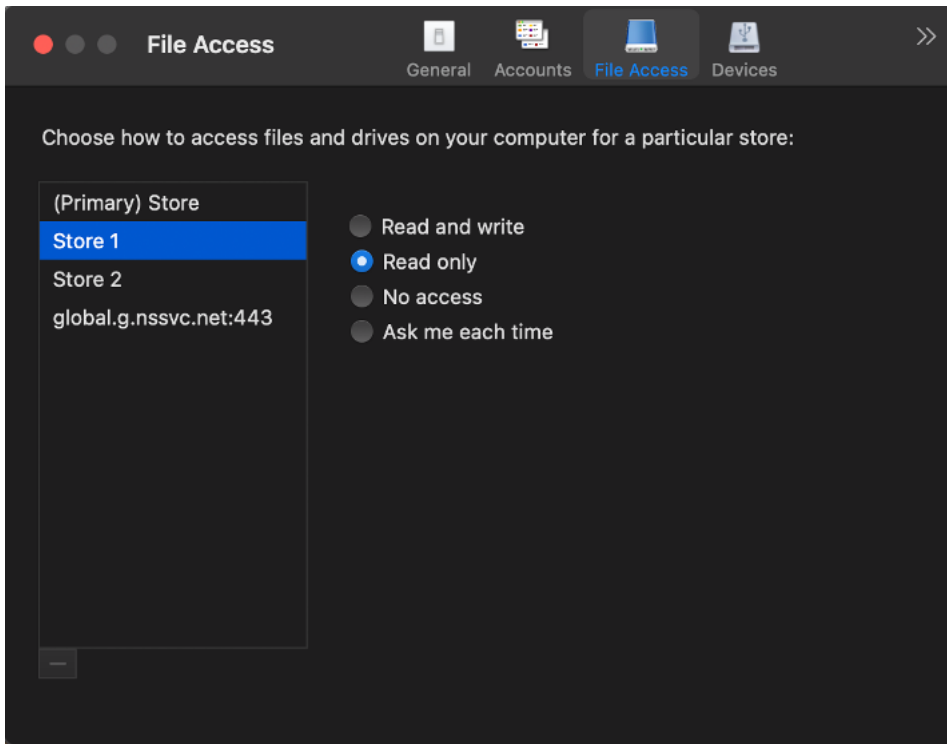 File Access
General
Accounts
File Access
Devices
Choose how to access files and drives on your computer for a particular store:
(Primary) Store
Store 1
Store 2
global.g.nssvc.net:443
Read and write
Read only
No access
Ask me each time